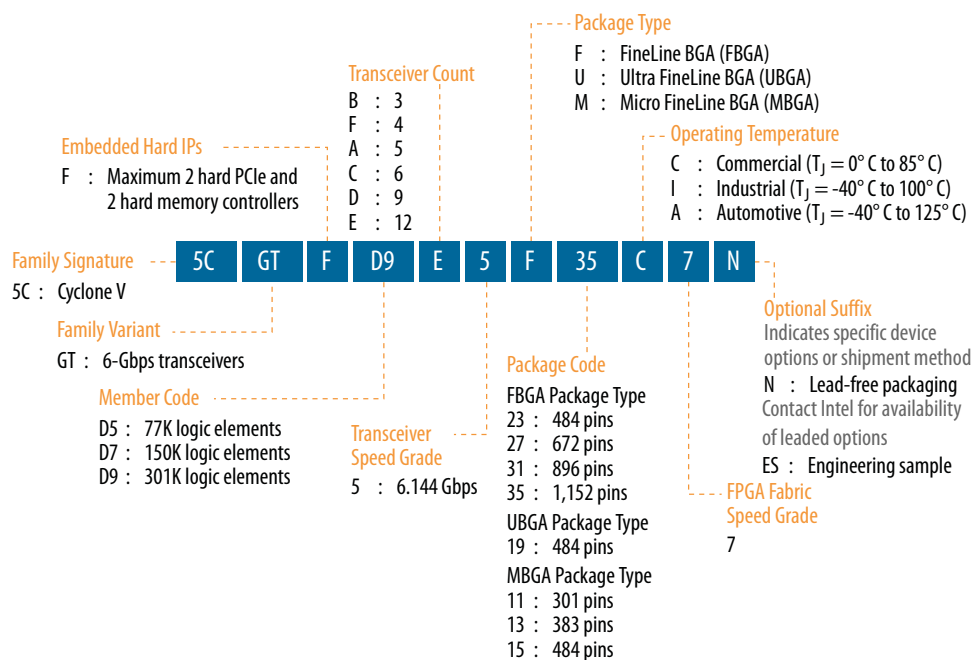 Package Type
F : FineLine BGA (FBGA)
U : Ultra FineLine BGA (UBGA)
M : Micro FineLine BGA (MBGA)
Transceiver Count
B : 3
F : 4
A : 5
C : 6
D : 9
E : 12
Embedded Hard IPs
F : Maximum 2 hard PCIe and
2 hard memory controllers
Operating Temperature
C : Commercial (TJ = 0° C to 85° C)
I : Industrial (TJ = -40° C to 100° C)
A : Automotive (TJ = -40° C to 125° C)
5C GT F D9 E 5 F 35 C 7 N
Family Signature
5C : Cyclone V
Family Variant
GT : 6-Gbps transceivers
Member Code
D5 : 77K logic elements
D7 : 150K logic elements
D9 : 301K logic elements
Transceiver
Speed Grade
5 : 6.144 Gbps
Package Code
FBGA Package Type
23 : 484 pins
27 : 672 pins
31 : 896 pins
35 : 1,152 pins
UBGA Package Type
19 : 484 pins
MBGA Package Type
11 : 301 pins
13 : 383 pins
15 : 484 pins
Optional Suffix
Indicates specific device
options or shipment method
N : Lead-free packaging
Contact Intel for availability
of leaded options
ES : Engineering sample
FPGA Fabric
Speed Grade
7